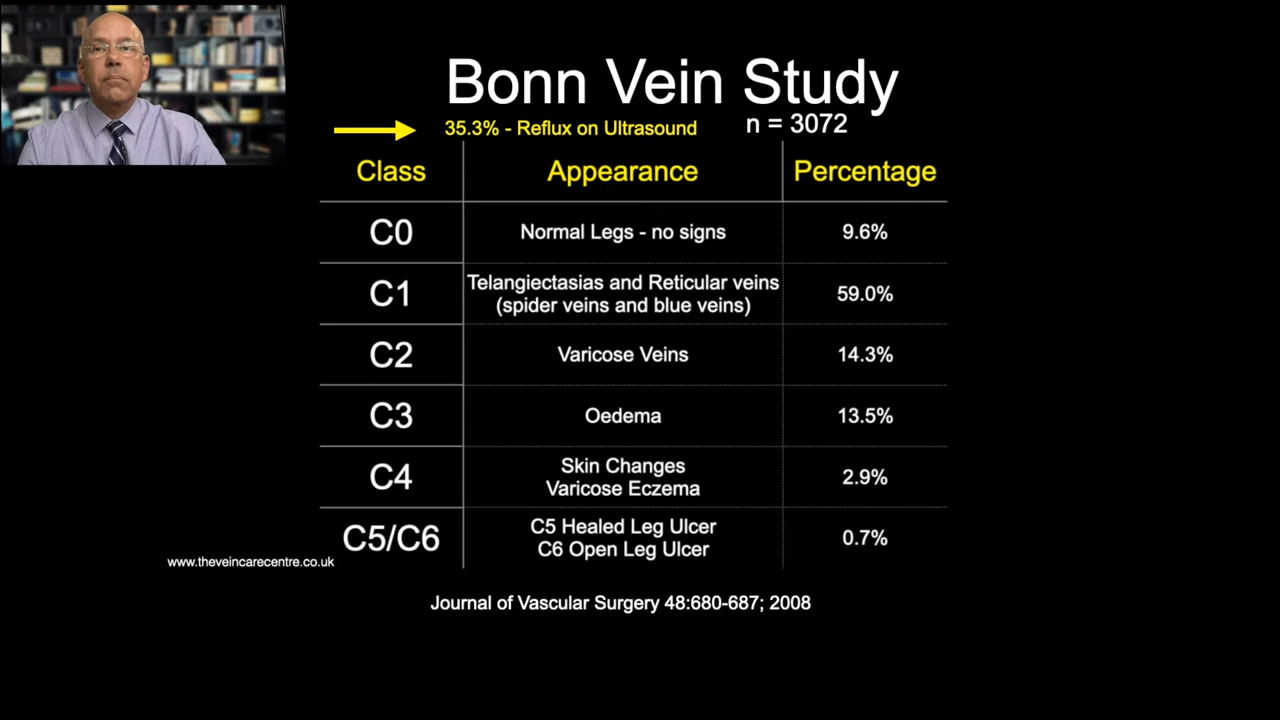 Bonn Vein Study
35.3% - Reflux on Ultrasound n = 3072
Class Appearance Percentage
C0 Normal Legs - no signs 9.6%
C1 Telangiectasias and Reticular veins (spider veins and blue veins) 59.0%
C2 Varicose Veins 14.3%
C3 Oedema 13.5%
C4 Skin Changes Varicose Eczema 2.9%
C5/C6 C5 Healed Leg Ulcer C6 Open Leg Ulcer 0.7%
www.theveincarecentre.co.uk
Journal of Vascular Surgery 48:680-687; 2008